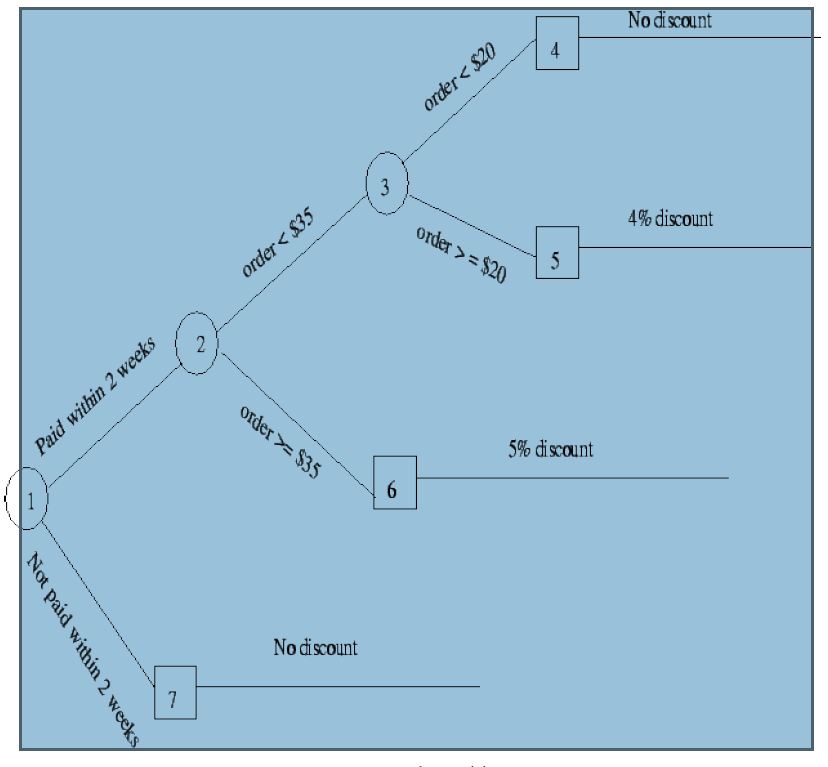 No discount
4
order < $20
3
order < $35
4% discount
order > = $20
5
2
Paid within 2 weeks
order >= $35
5% discount
6
1
Not paid within 2 weeks
No discount
7